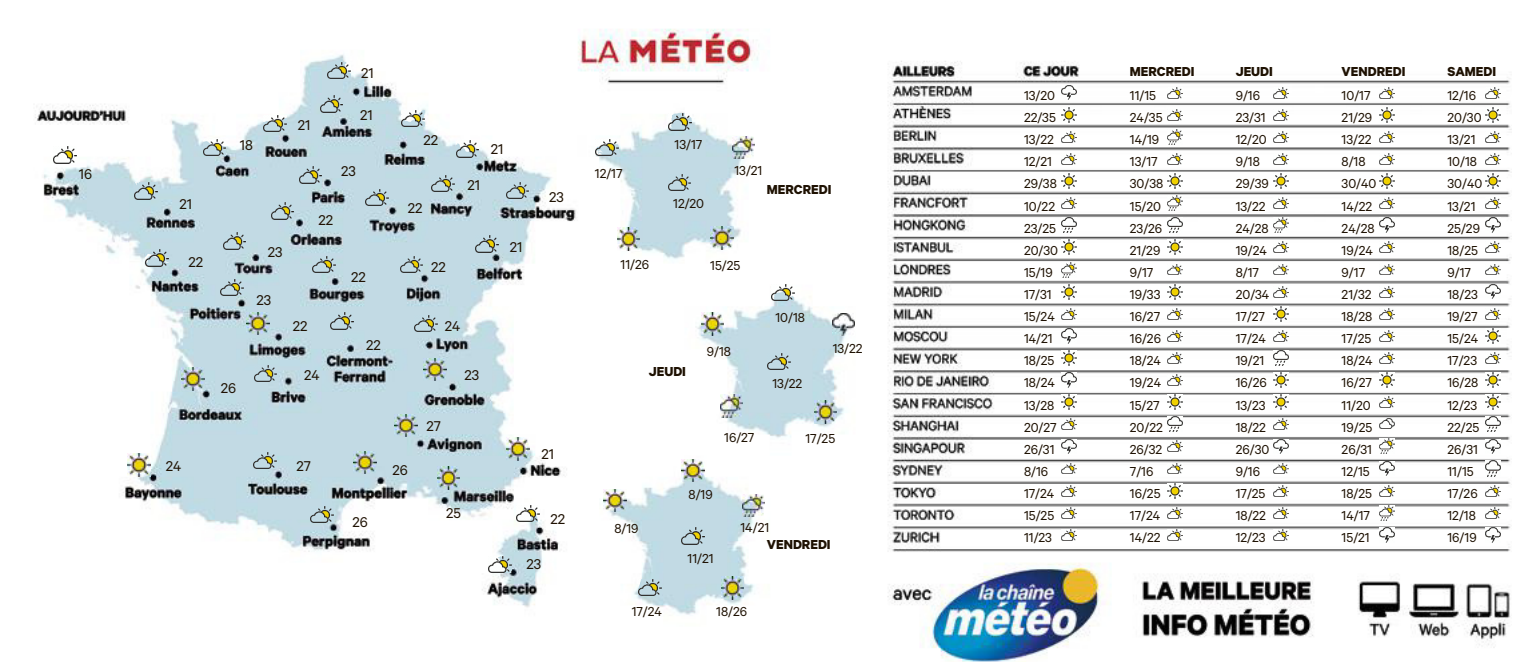 LA MÉTÉO
AUJOURD'HUI
21
Lille
21
Amiens
21
Rouen
18
Caen
22
Reims
21
Metz
16
Brest
23
Paris
21
Nancy
23
Strasbourg
21
Rennes
22
Troyes
22
Orleans
23
Tours
21
Belfort
22
Nantes
22
Bourges
22
Dijon
23
Poitiers
22
Limoges
22
Clermont-
Ferrand
24
Lyon
26
Bordeaux
24
Brive
23
Grenoble
27
Avignon
24
Bayonne
27
Toulouse
26
Montpellier
25
Marseille
21
Nice
26
Perpignan
22
Bastia
23
Ajaccio
13/17
12/17
13/21
12/20
11/26
15/25
MERCREDI
10/18
9/18
13/22
13/22
16/27
17/25
JEUDI
8/19
8/19
14/21
11/21
17/24
18/26
VENDREDI
AILLEURS CE JOUR MERCREDI JEUDI VENDREDI SAMEDI
AMSTERDAM 13/20 11/15 9/16 10/17 12/16
ATHÈNES 22/35 24/35 23/31 21/29 20/30
BERLIN 13/22 14/19 12/20 13/22 13/21
BRUXELLES 12/21 13/17 9/18 8/18 10/18
DUBAI 29/38 30/38 29/39 30/40 30/40
FRANCFORT 10/22 15/20 13/22 14/22 13/21
HONGKONG 23/25 23/26 24/28 24/28 25/29
ISTANBUL 20/30 21/29 19/24 19/24 18/25
LONDRES 15/19 9/17 8/17 9/17 9/17
MADRID 17/31 19/33 20/34 21/32 18/23
MILAN 15/24 16/27 17/27 18/28 19/27
MOSCOU 14/21 16/26 17/24 17/25 15/24
NEW YORK 18/25 18/24 19/21 18/24 17/23
RIO DE JANEIRO 18/24 19/24 16/26 16/27 16/28
SAN FRANCISCO 13/28 15/27 13/23 11/20 12/23
SHANGHAI 20/27 20/22 18/22 19/25 22/25
SINGAPOUR 26/31 26/32 26/30 26/31 26/31
SYDNEY 8/16 7/16 9/16 12/15 11/15
TOKYO 17/24 16/25 17/25 18/25 17/26
TORONTO 15/25 17/24 18/22 14/17 12/18
ZURICH 11/23 14/22 12/23 15/21 16/19
avec
la chaîne
météo
LA MEILLEURE
INFO MÉTÉO
TV Web Appli